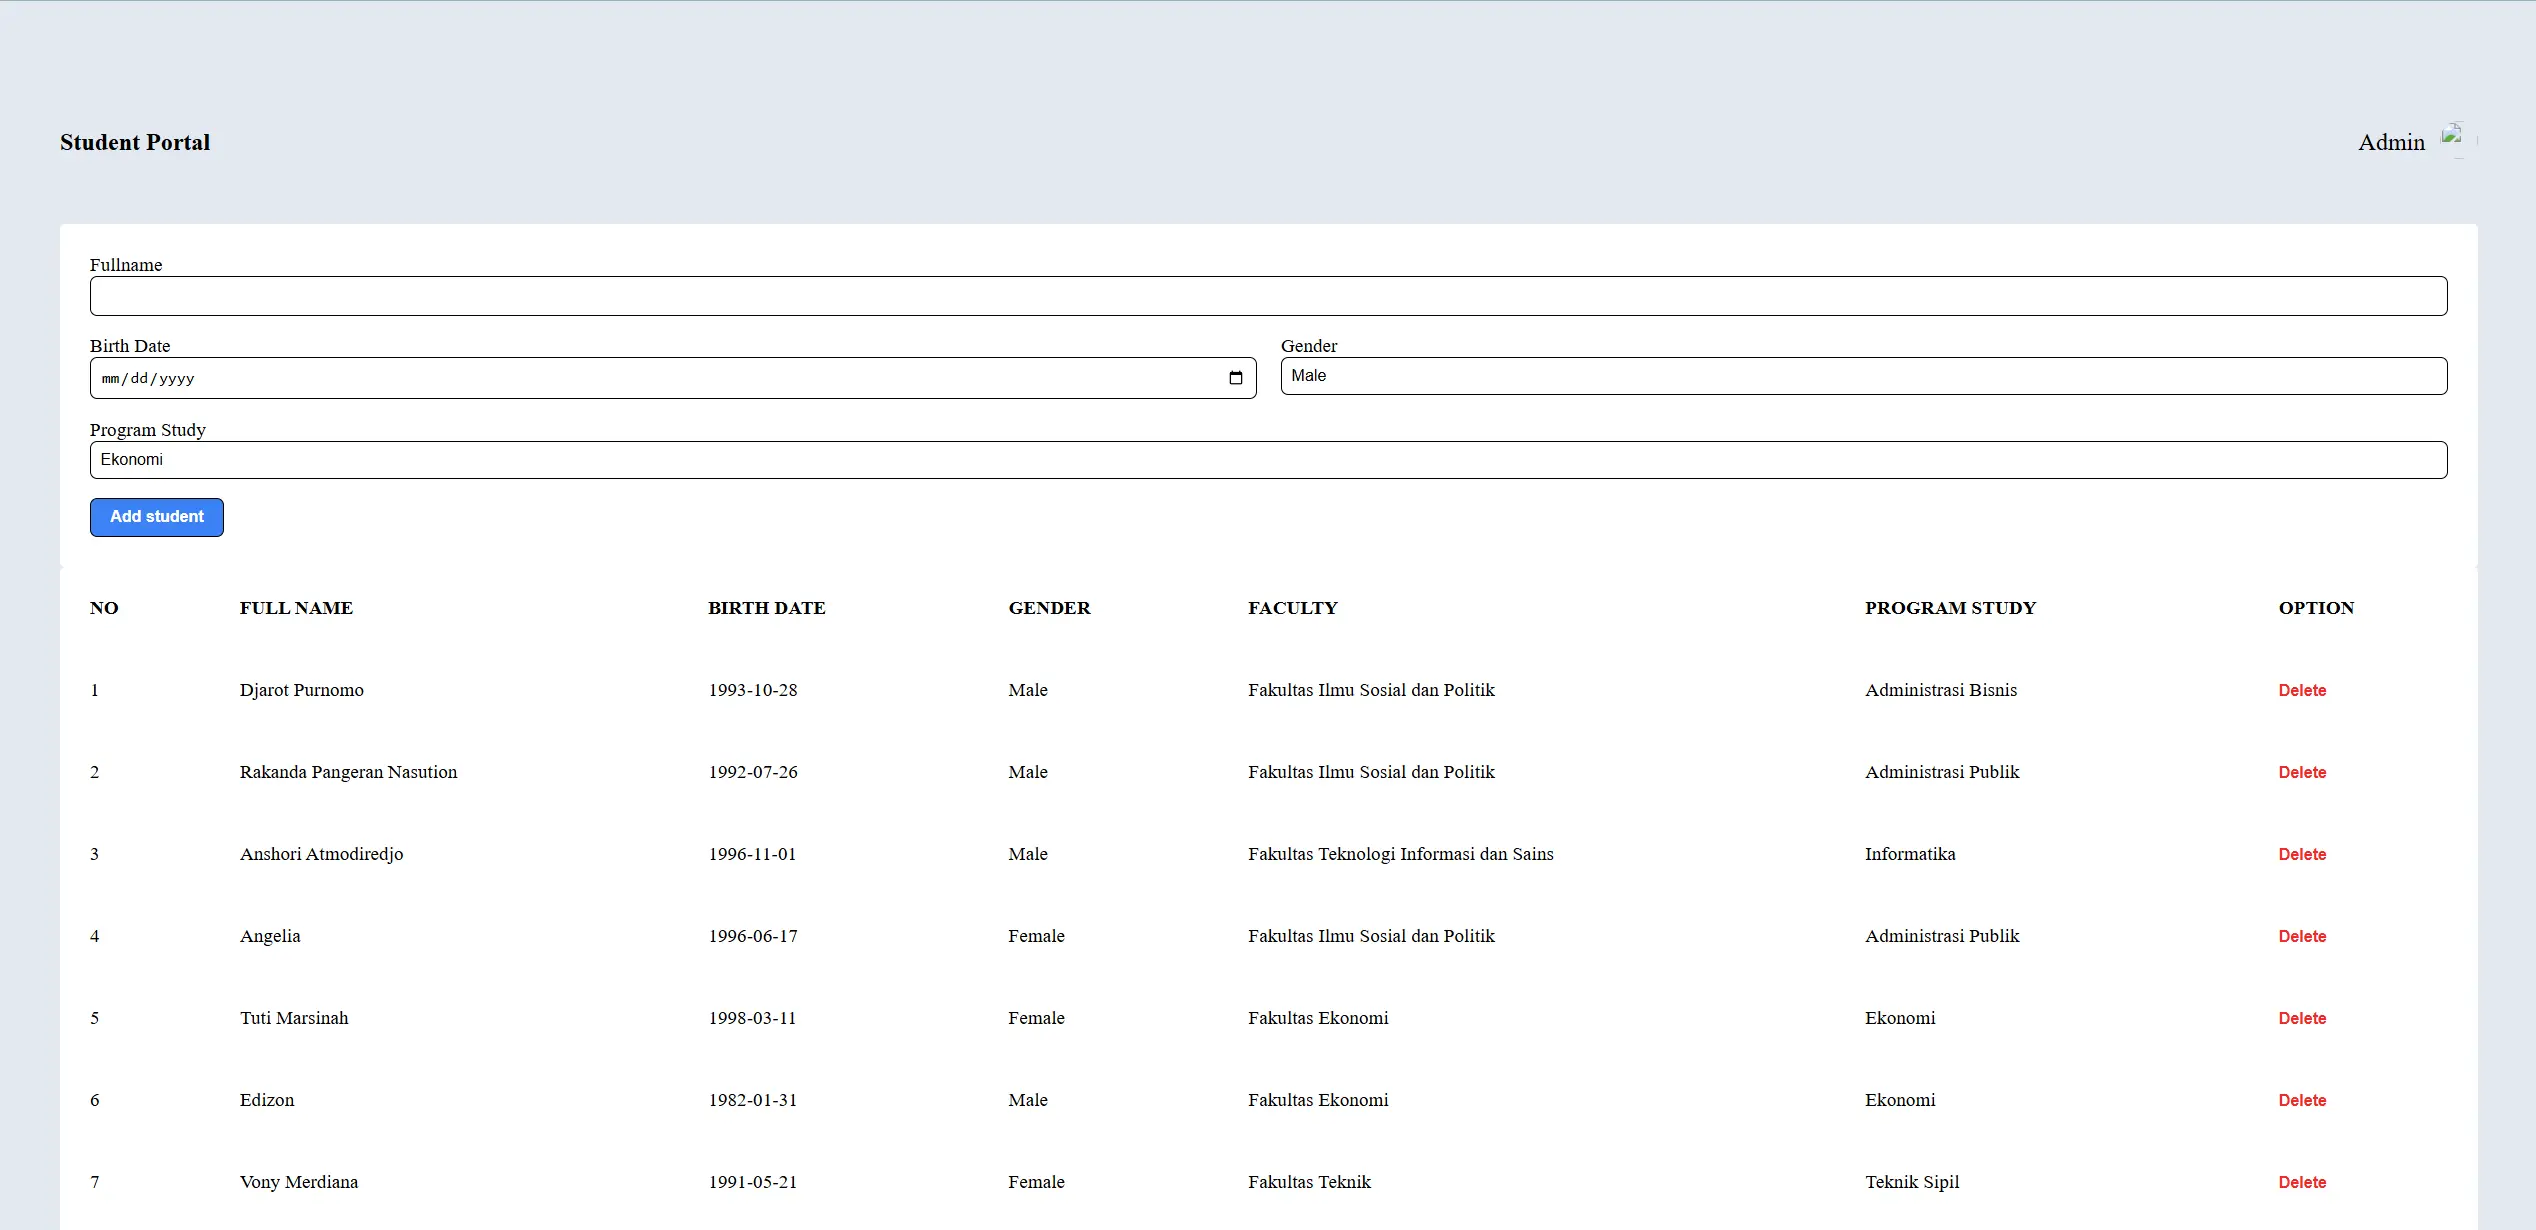 Student Portal
Admin
Fullname
Birth Date
Gender
mm/dd/yyyy
Male
Program Study
Ekonomi
Add student
NO FULL NAME BIRTH DATE GENDER FACULTY PROGRAM STUDY OPTION
1 Djarot Purnomo 1993-10-28 Male Fakultas Ilmu Sosial dan Politik Administrasi Bisnis Delete
2 Rakanda Pangeran Nasution 1992-07-26 Male Fakultas Ilmu Sosial dan Politik Administrasi Publik Delete
3 Anshori Atmodiredjo 1996-11-01 Male Fakultas Teknologi Informasi dan Sains Informatika Delete
4 Angelia 1996-06-17 Female Fakultas Ilmu Sosial dan Politik Administrasi Publik Delete
5 Tuti Marsinah 1998-03-11 Female Fakultas Ekonomi Ekonomi Delete
6 Edizon 1982-01-31 Male Fakultas Ekonomi Ekonomi Delete
7 Vony Merdiana 1991-05-21 Female Fakultas Teknik Teknik Sipil Delete